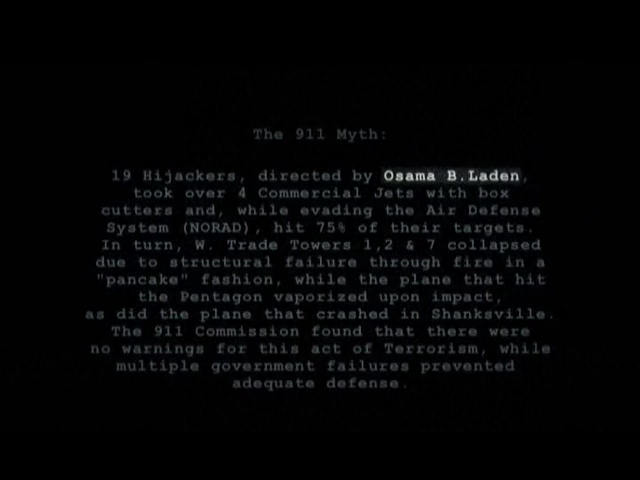 The 911 Myth:
19 Hijackers, directed by Osama B.Laden,
took over 4 Commercial Jets with box
cutters and, while evading the Air Defense
System (NORAD), hit 75% of their targets.
In turn, W. Trade Towers 1,2 & 7 collapsed
due to structural failure through fire in a
"pancake" fashion, while the plane that hit
the Pentagon vaporized upon impact,
as did the plane that crashed in Shanksville.
The 911 Commission found that there were
no warnings for this act of Terrorism, while
multiple government failures prevented
adequate defense.